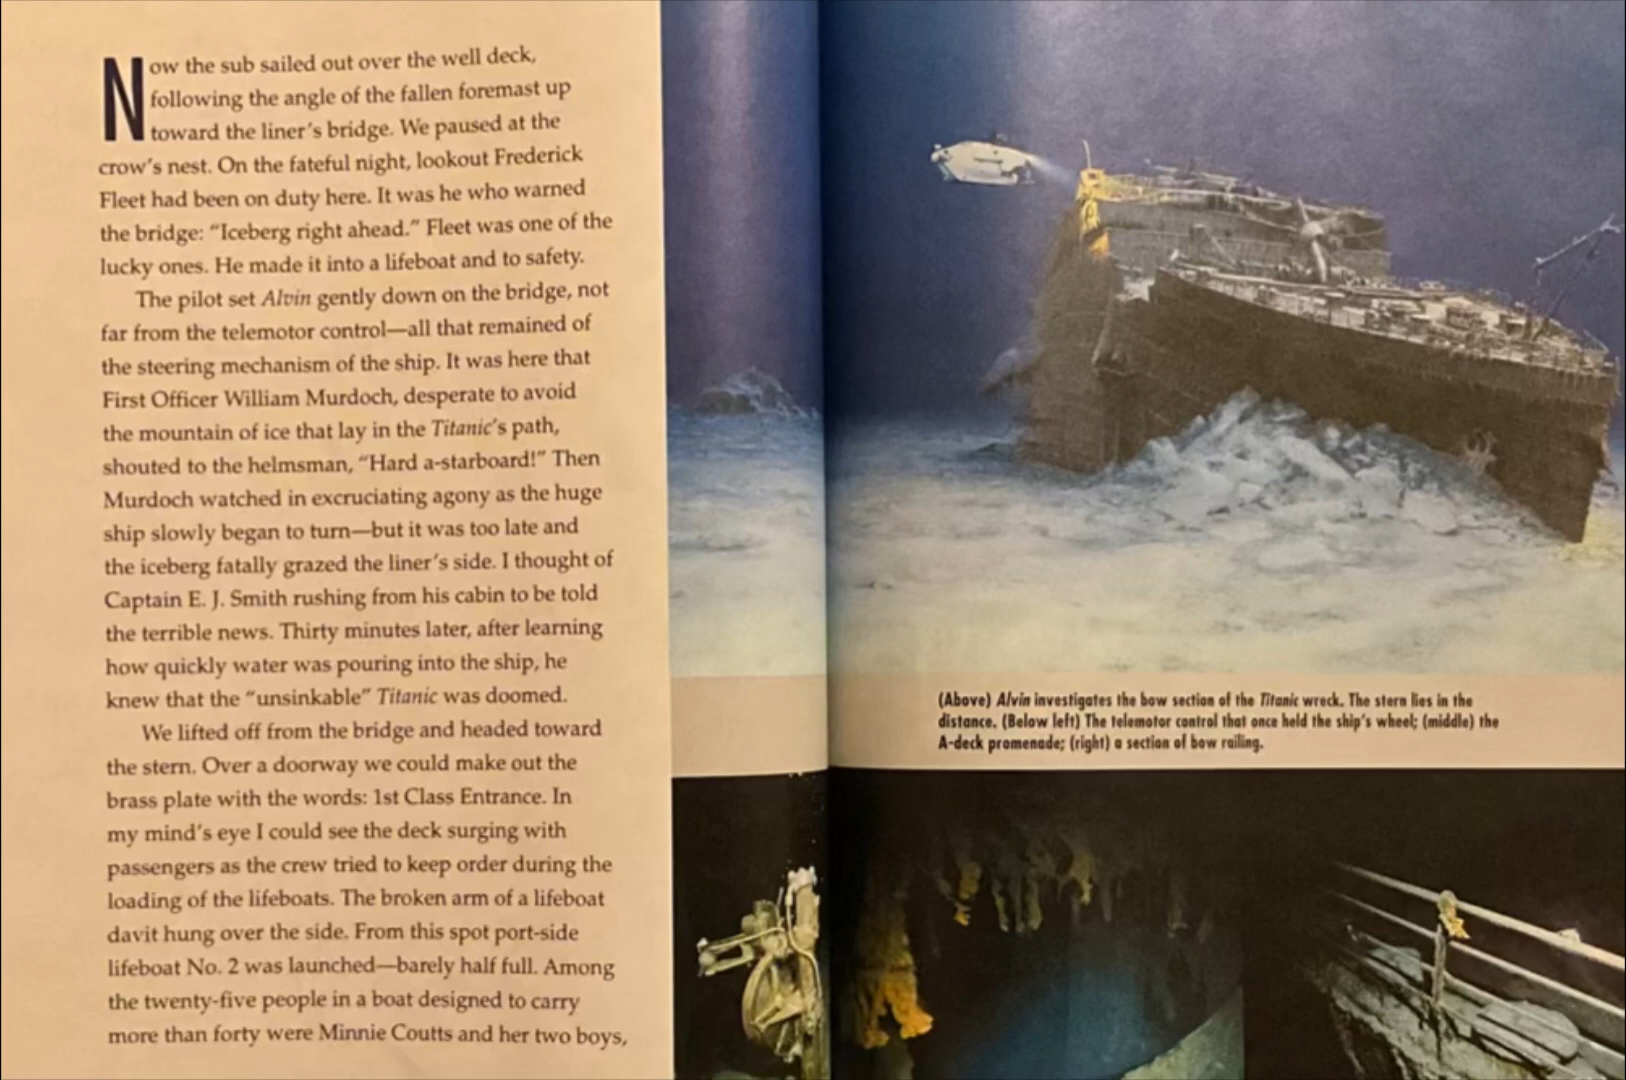 Now the sub sailed out over the well deck,
following the angle of the fallen foremast up
toward the liner's bridge. We paused at the
crow's nest. On the fateful night, lookout Frederick
Fleet had been on duty here. It was he who warned
the bridge: "Iceberg right ahead." Fleet was one of the
lucky ones. He made it into a lifeboat and to safety.
The pilot set Alvin gently down on the bridge, not
far from the telemotor control—all that remained of
the steering mechanism of the ship. It was here that
First Officer William Murdoch, desperate to avoid
the mountain of ice that lay in the Titanic's path,
shouted to the helmsman, "Hard a-starboard!" Then
Murdoch watched in excruciating agony as the huge
ship slowly began to turn—but it was too late and
the iceberg fatally grazed the liner's side. I thought of
Captain E. J. Smith rushing from his cabin to be told
the terrible news. Thirty minutes later, after learning
how quickly water was pouring into the ship, he
knew that the "unsinkable" Titanic was doomed.
We lifted off from the bridge and headed toward
the stern. Over a doorway we could make out the
brass plate with the words: 1st Class Entrance. In
my mind's eye I could see the deck surging with
passengers as the crew tried to keep order during the
loading of the lifeboats. The broken arm of a lifeboat
davit hung over the side. From this spot port-side
lifeboat No. 2 was launched—barely half full. Among
the twenty-five people in a boat designed to carry
more than forty were Minnie Coutts and her two boys,
(Above) Alvin investigates the bow section of the Titanic wreck. The stern lies in the
distance. (Below left) The telemotor control that once held the ship's wheel; (middle) the
A-deck promenade; (right) a section of bow railing.